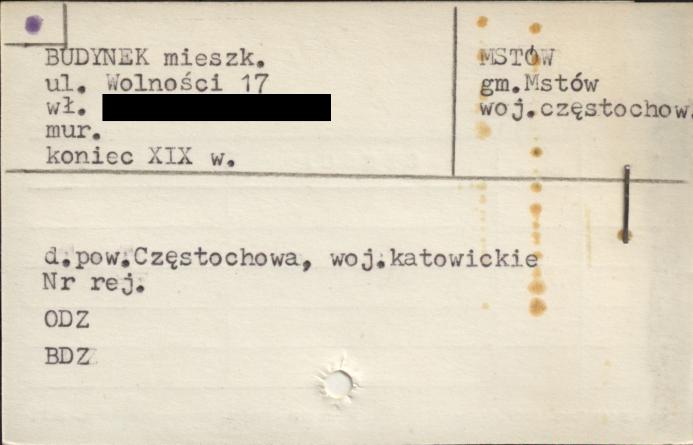 BUDYNEK mieszk.
ul. Wolności 17
wł.
mur.
koniec XIX w.
MSTÓW
gm.Mstów
woj.częstochow.
d.pow.Częstochowa, woj.katowickie
Nr rej.
ODZ
BDZ